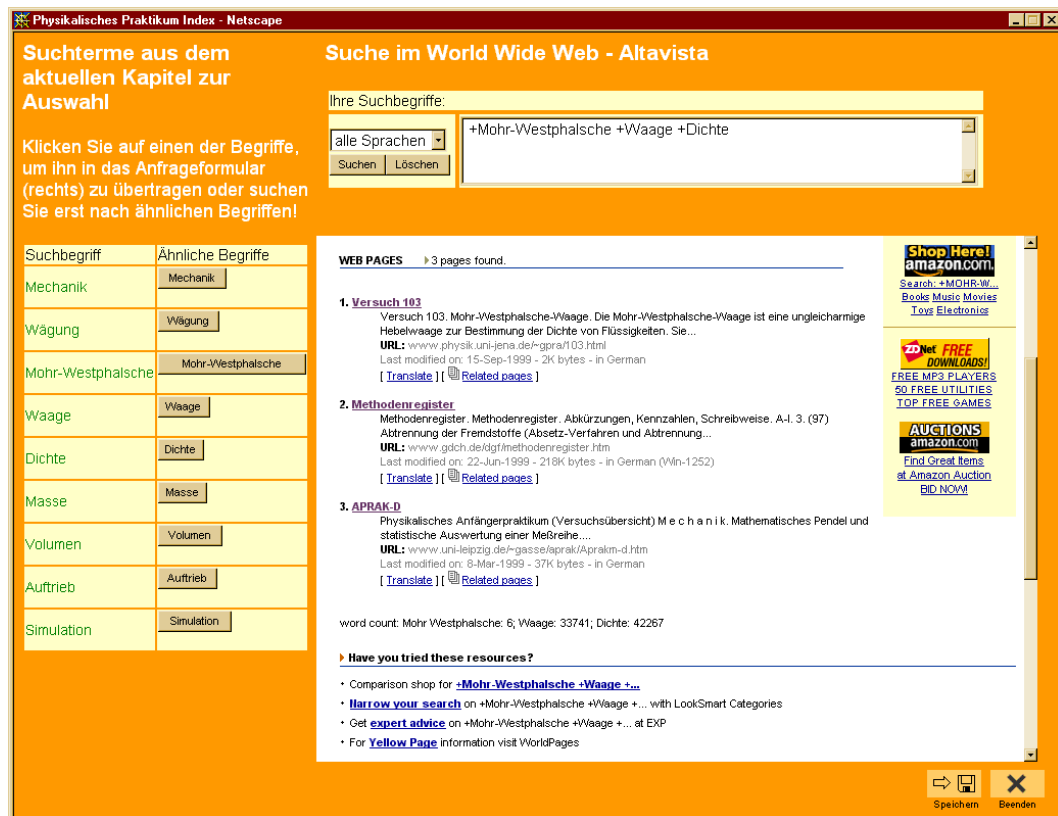 Physikalisches Praktikum Index - Netscape
Suchterme aus dem
aktuellen Kapitel zur
Auswahl
Klicken Sie auf einen der Begriffe,
um ihn in das Anfrageformular
(rechts) zu übertragen oder suchen
Sie erst nach ähnlichen Begriffen!
Suchbegriff Ähnliche Begriffe
Mechanik Mechanik
Wägung Wägung
Mohr-Westphalsche Mohr-Westphalsche
Waage Waage
Dichte Dichte
Masse Masse
Volumen Volumen
Auftrieb Auftrieb
Simulation Simulation
Suche im World Wide Web - Altavista
Ihre Suchbegriffe:
alle Sprachen
Suchen Löschen
+Mohr-Westphalsche +Waage +Dichte
WEB PAGES 3 pages found.
1. Versuch 103
Versuch 103. Mohr-Westphalsche-Waage. Die Mohr-Westphalsche-Waage ist eine ungleicharmige
Hebelwaage zur Bestimmung der Dichte von Flüssigkeiten. Sie...
URL: www.physik.uni-jena.de/~gpra/103.html
Last modified on: 15-Sep-1999 - 2K bytes - in German
[ Translate ] [ Related pages ]
2. Methodenregister
Methodenregister. Methodenregister. Abkürzungen, Kennzahlen, Schreibweise. A-I. 3. (97)
Abtrennung der Fremdstoffe (Absetz-Verfahren und Abtrennung...
URL: www.gdch.de/dgf/methodenregister.htm
Last modified on: 22-Jun-1999 - 218K bytes - in German (Win-1252)
[ Translate ] [ Related pages ]
3. APRAK-D
Physikalisches Anfängerpraktikum (Versuchsübersicht) M e c h a n i k. Mathematisches Pendel und
statistische Auswertung einer Meßreihe....
URL: www.uni-leipzig.de/~gasse/aprak/Aprakm-d.htm
Last modified on: 8-Mar-1999 - 37K bytes - in German
[ Translate ] [ Related pages ]
word count: Mohr Westphalsche: 6; Waage: 33741; Dichte: 42267
Have you tried these resources?
Comparison shop for +Mohr-Westphalsche +Waage +...
Narrow your search on +Mohr-Westphalsche +Waage +... with LookSmart Categories
Get expert advice on +Mohr-Westphalsche +Waage +... at EXP
For Yellow Page information visit WorldPages
Shop Here!
amazon.com.
Search: +MOHR-W...
Books Music Movies
Toys Electronics
ZDNet FREE
DOWNLOADS!
FREE MP3 PLAYERS
50 FREE UTILITIES
TOP FREE GAMES
AUCTIONS
amazon.com
Find Great Items
at Amazon Auction
BID NOW!
Speichern Beenden